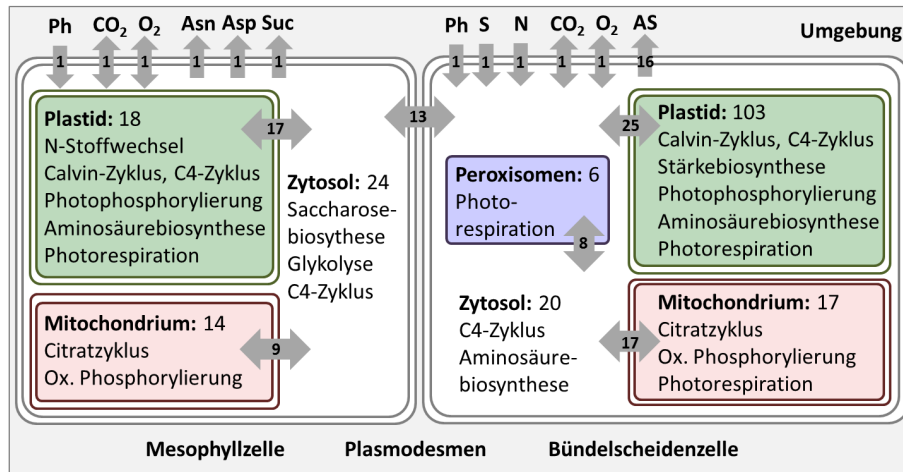 Ph CO₂ O₂ Asn Asp Suc
1 1 1 1 1 1
Ph S N CO₂ O₂ AS
1 1 1 1 1 16
Umgebung
Plastid: 18
N-Stoffwechsel
Calvin-Zyklus, C4-Zyklus
Photophosphorylierung
Aminosäurebiosynthese
Photorespiration
17
Zytosol: 24
Saccharose-
biosythese
Glykolyse
C4-Zyklus
Mitochondrium: 14
Citratzyklus
Ox. Phosphorylierung
9
13
Peroxisomen: 6
Photo-
respiration
8
Zytosol: 20
C4-Zyklus
Aminosäure-
biosynthese
25
Plastid: 103
Calvin-Zyklus, C4-Zyklus
Stärkebiosynthese
Photophosphorylierung
Aminosäurebiosynthese
Photorespiration
17
Mitochondrium: 17
Citratzyklus
Ox. Phosphorylierung
Photorespiration
Mesophyllzelle Plasmodesmen Bündelscheidenzelle